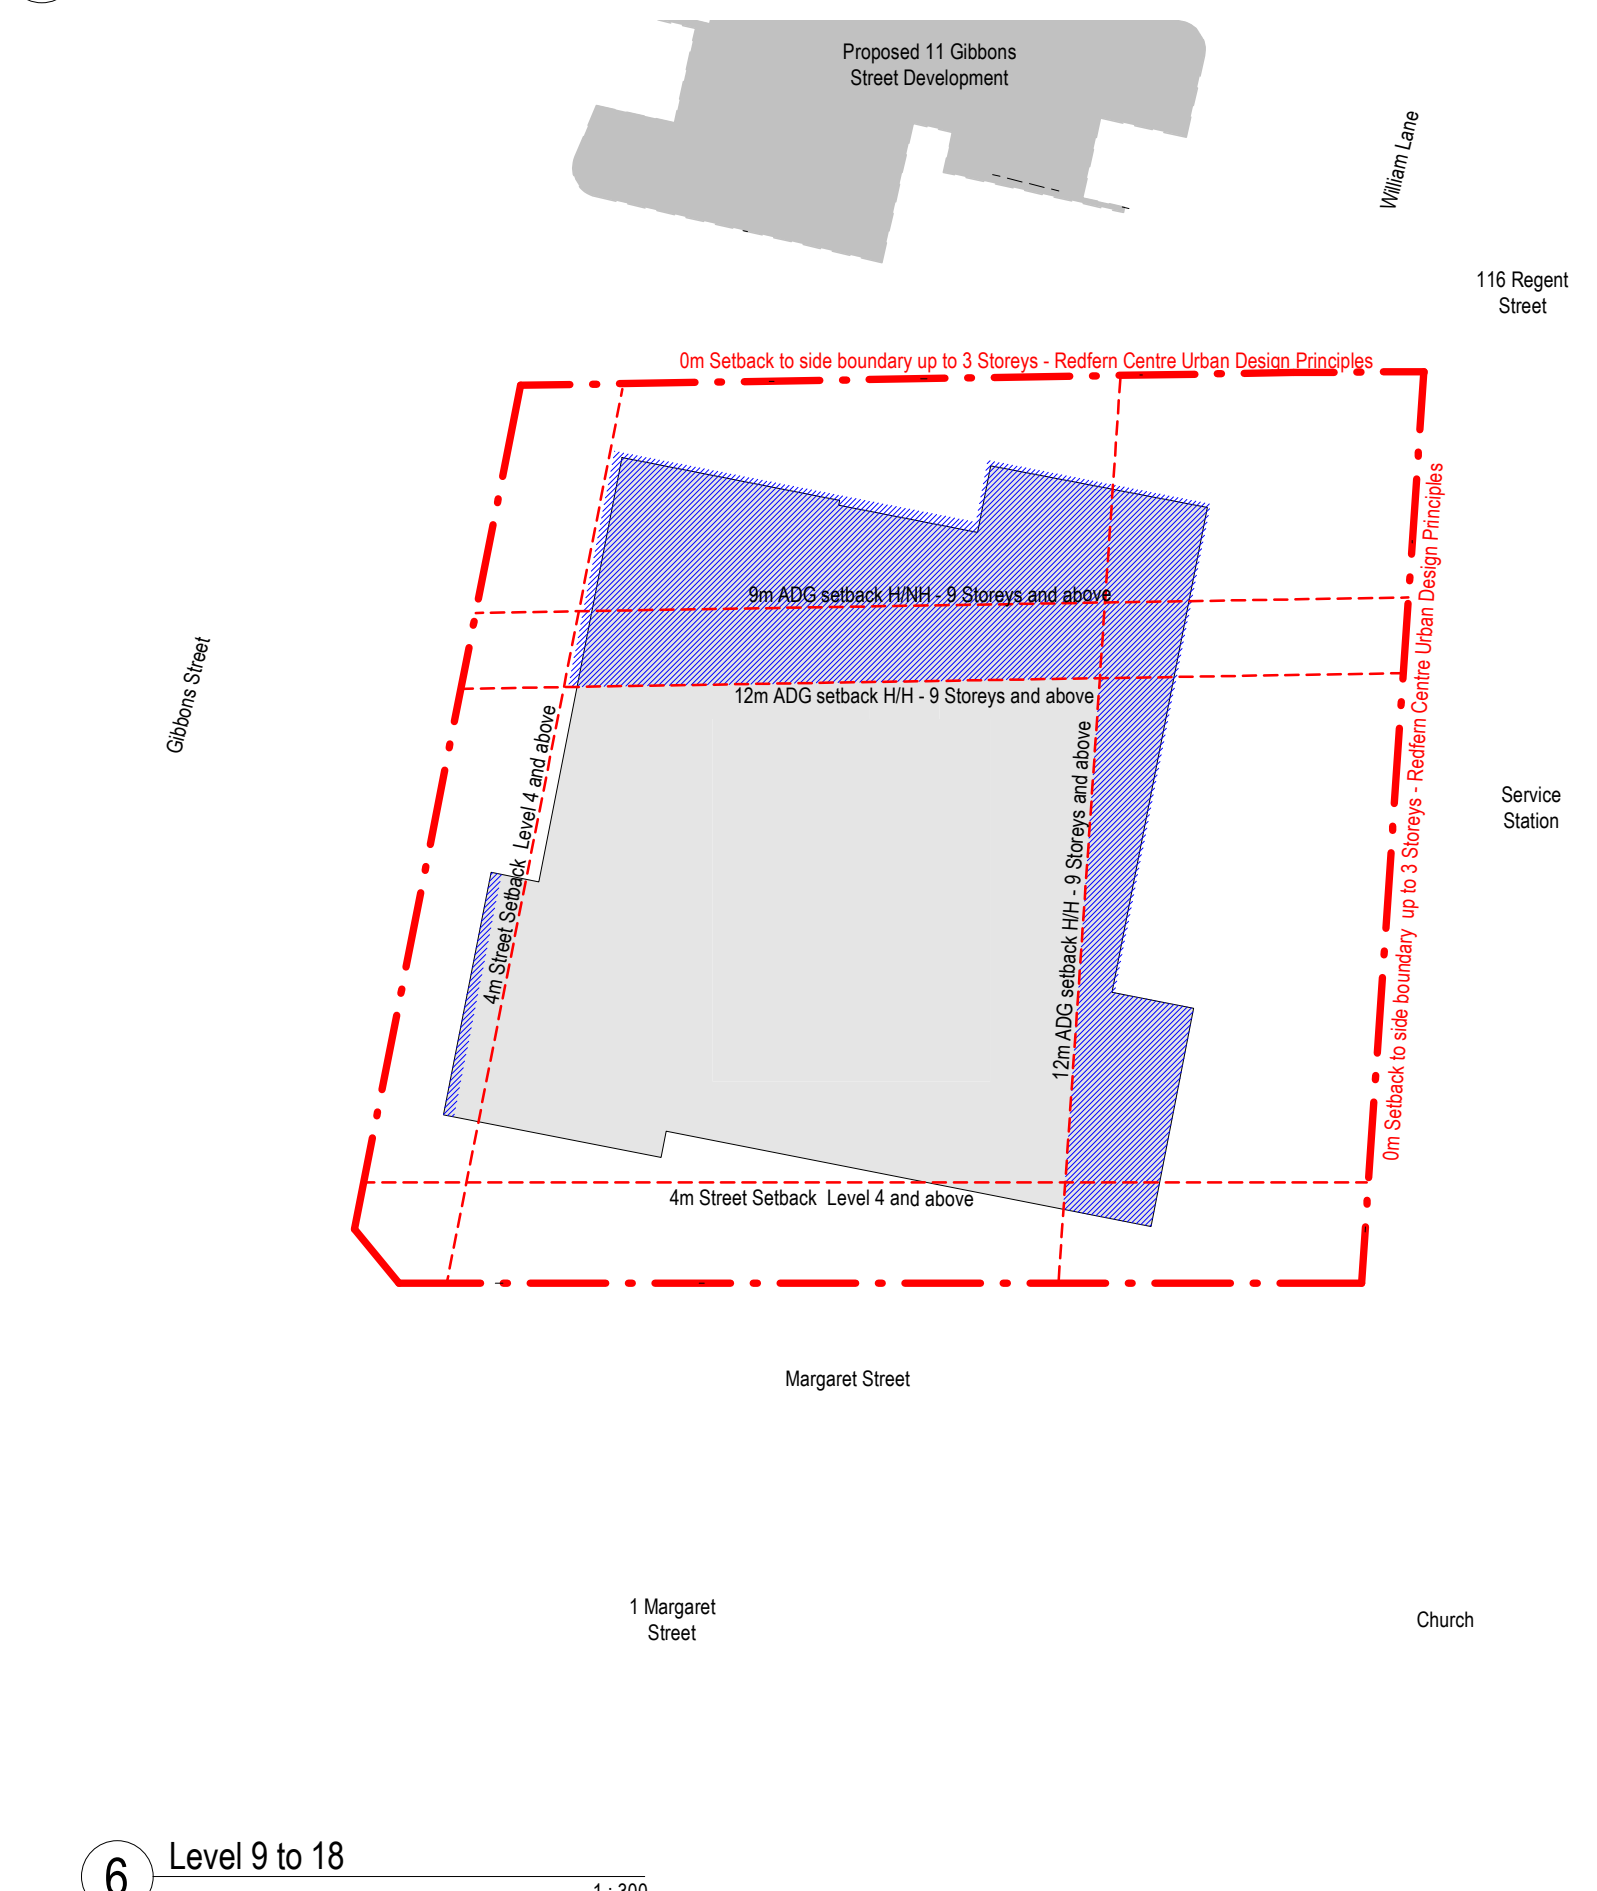 Proposed 11 Gibbons
Street Development
William Lane
116 Regent
Street
0m Setback to side boundary up to 3 Storeys - Redfern Centre Urban Design Principles
0m Setback to side boundary up to 3 Storeys - Redfern Centre Urban Design Principles
9m ADG setback H/NH - 9 Storeys and above
12m ADG setback H/H - 9 Storeys and above
Gibbons Street
4m Street Setback Level 4 and above
12m ADG setback H/H - 9 Storeys and above
Service
Station
4m Street Setback Level 4 and above
Margaret Street
1 Margaret
Street
Church
6
Level 9 to 18
1 : 300